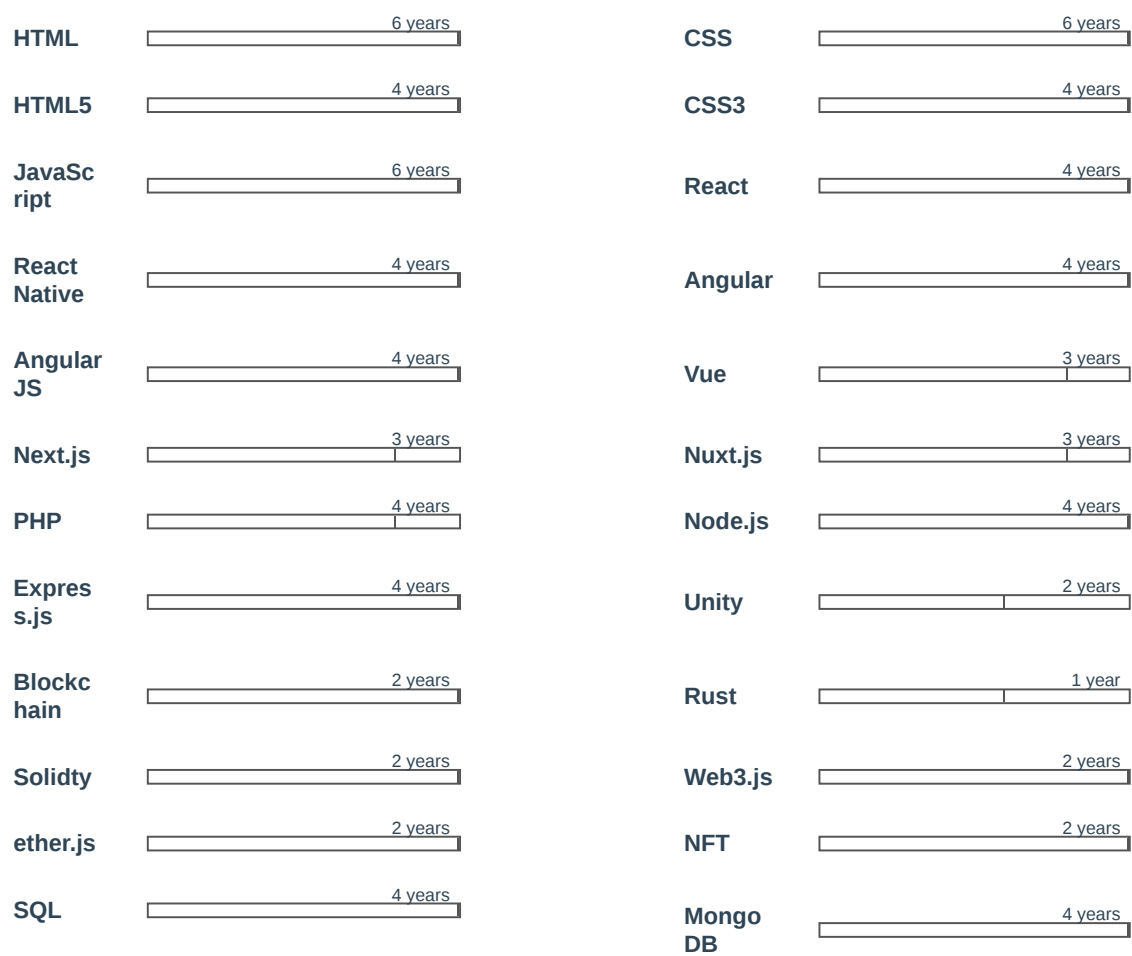 6 years
HTML
6 years
CSS
4 years
HTML5
4 years
CSS3
6 years
JavaSc
ript
4 years
React
4 years
React
Native
4 years
Angular
4 years
Angular
JS
3 years
Vue
3 years
Next.js
3 years
Nuxt.js
4 years
PHP
4 years
Node.js
4 years
Expres
s.js
2 years
Unity
2 years
Blockc
hain
1 year
Rust
2 years
Solidty
2 years
Web3.js
2 years
ether.js
2 years
NFT
4 years
SQL
4 years
Mongo
DB